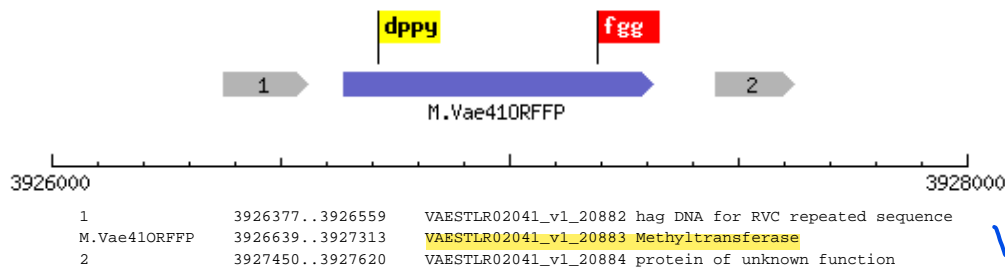 dppy fgg
1 2
M.Vae41ORFFP
3926000 3928000
1 3926377..3926559 VAESTLR02041_v1_20882 hag DNA for RVC repeated sequence
M.Vae41ORFFP 3926639..3927313 VAESTLR02041_v1_20883 Methyltransferase
2 3927450..3927620 VAESTLR02041_v1_20884 protein of unknown function